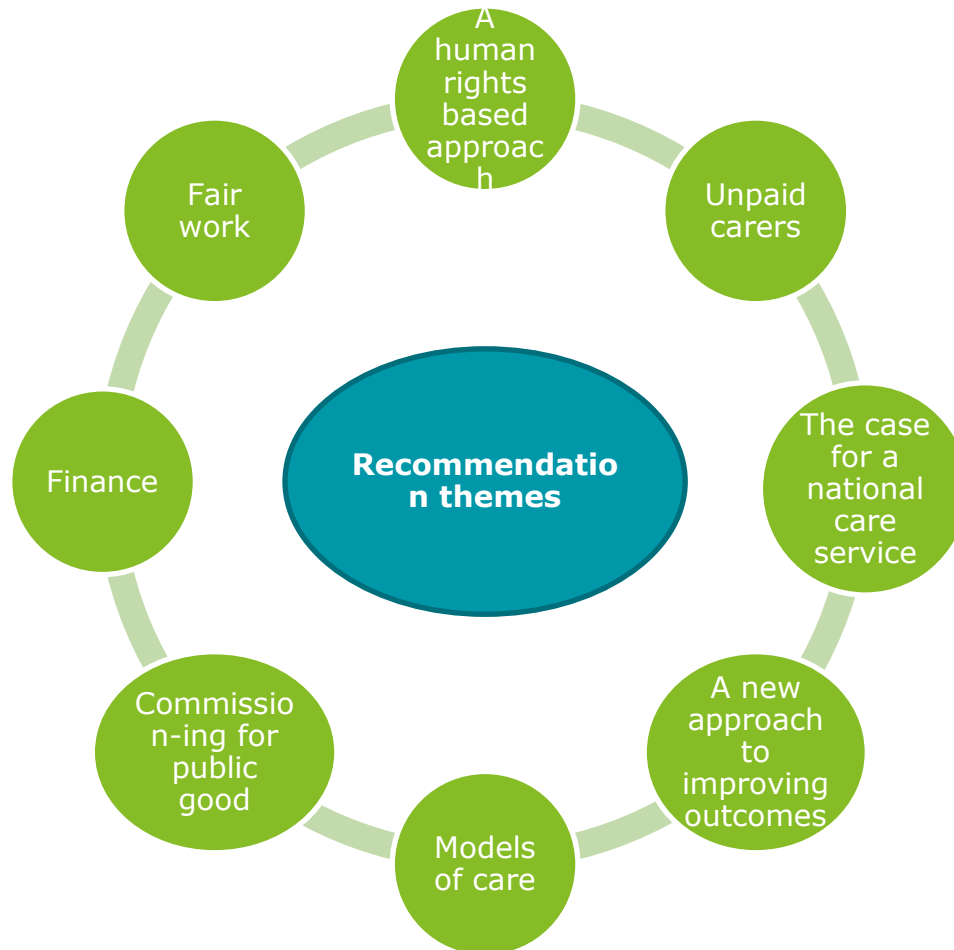 A
human
rights
based
approac
h
Unpaid
carers
The case
for a
national
care
service
A new
approach
to
improving
outcomes
Models
of care
Commissio
n-ing for
public
good
Finance
Fair
work
Recommendatio
n themes